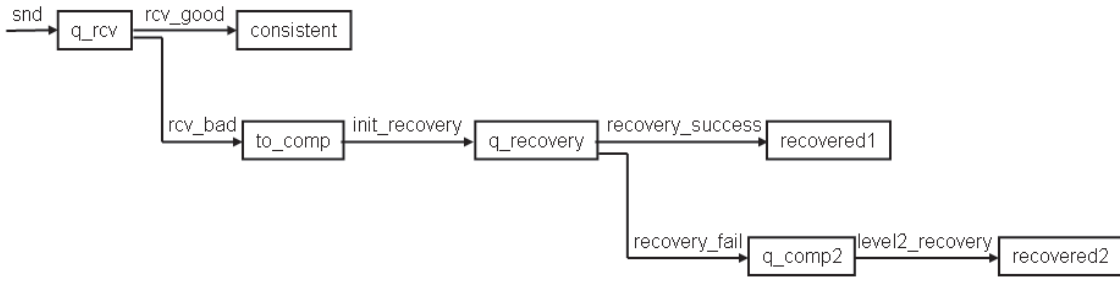 snd
q_rcv
rcv_good
consistent
rcv_bad
to_comp
init_recovery
q_recovery
recovery_success
recovered1
recovery_fail
q_comp2
level2_recovery
recovered2